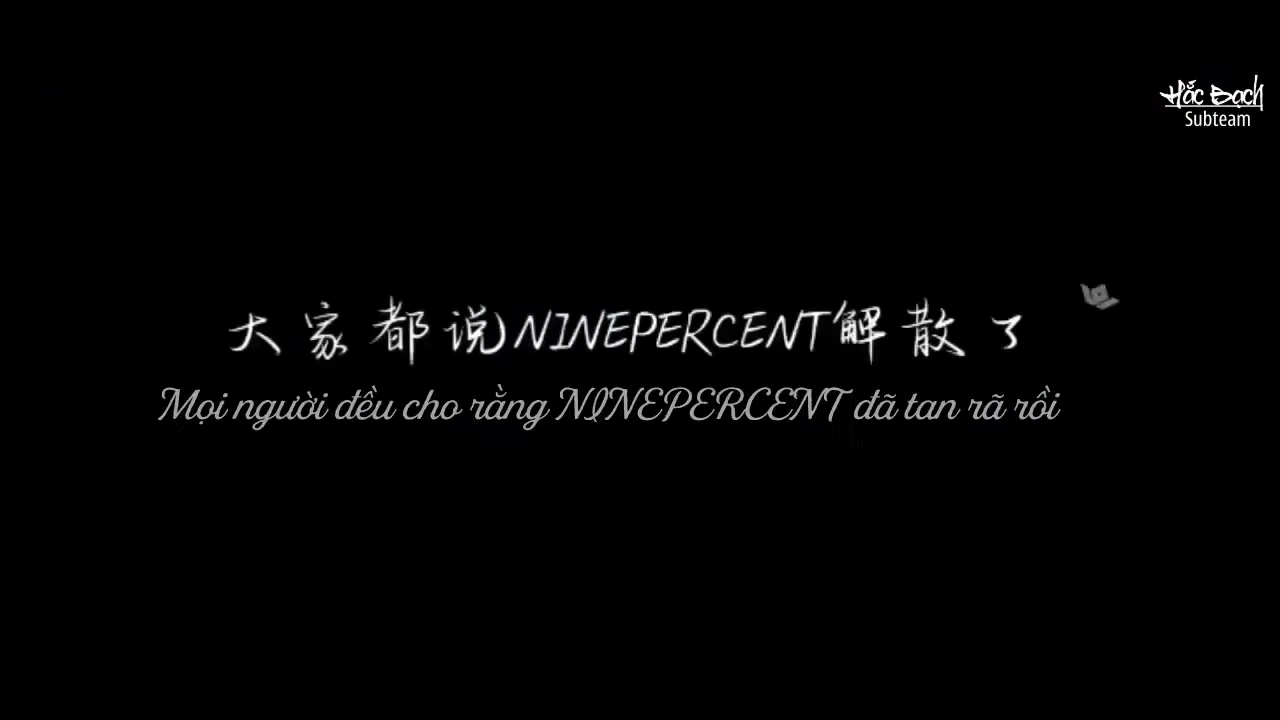 Hắc Bạch
Subteam
大家都说NINEPERCENT解散了
Mọi người đều cho rằng NINEPERCENT đã tan rã rồi